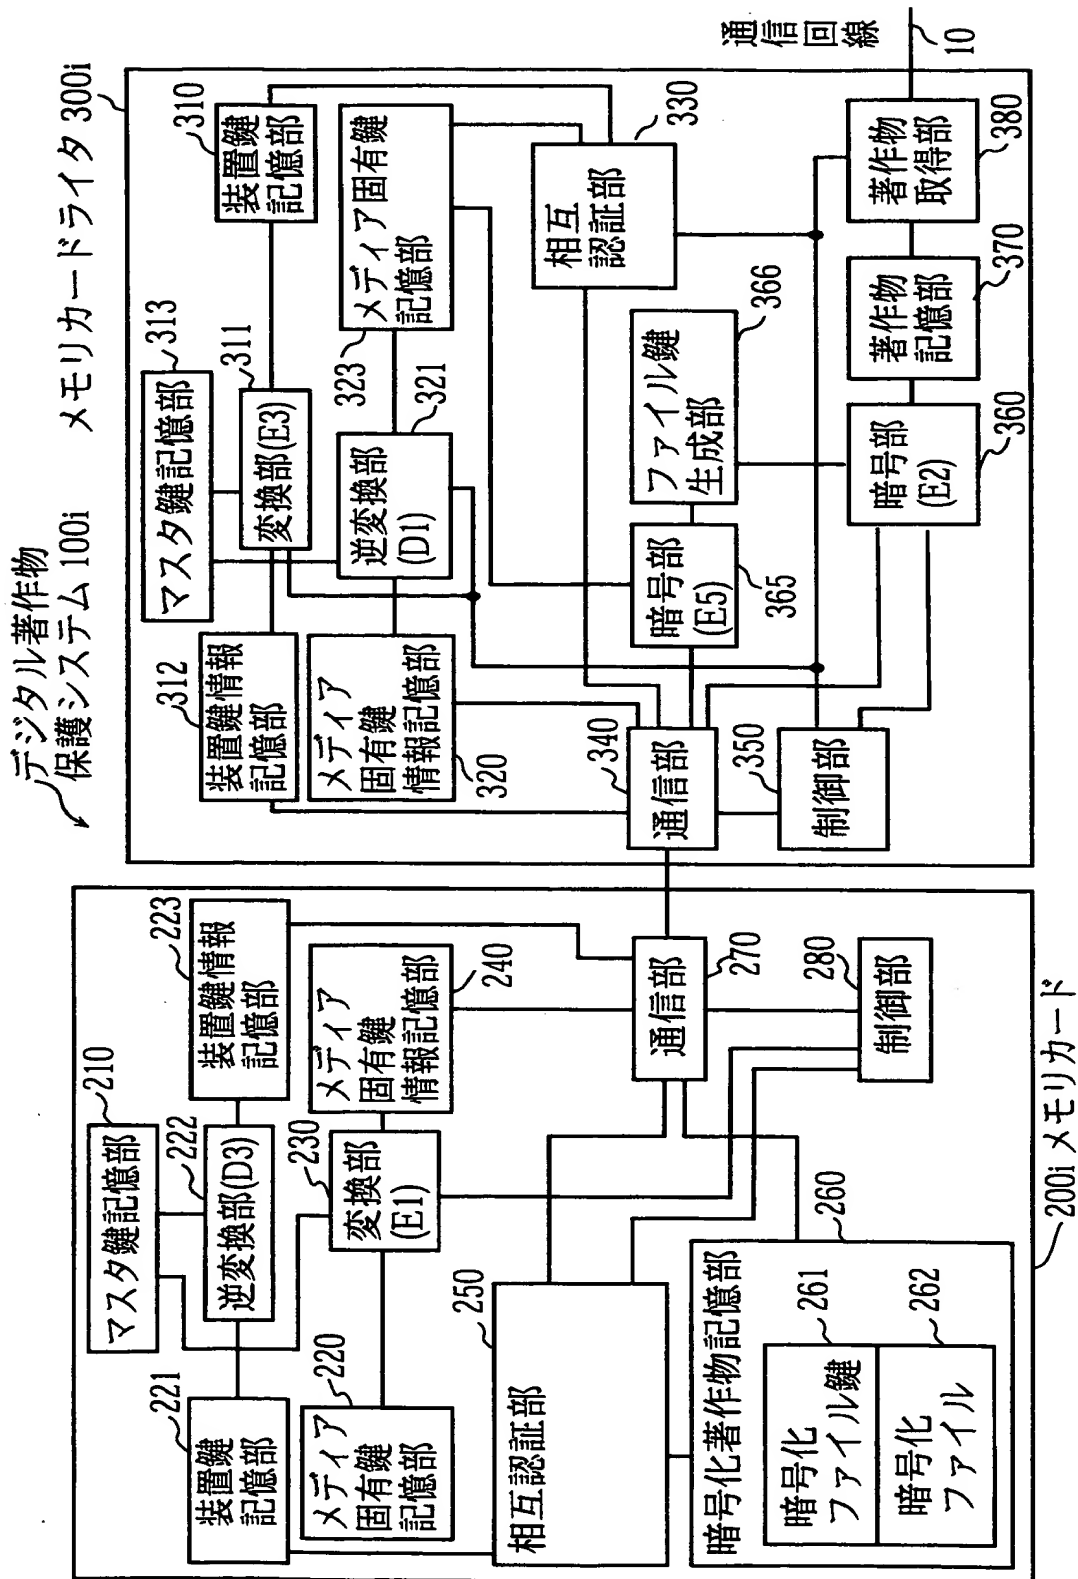 デジタル著作物
保護システム 100i
メモリカードライタ 300i
通信回線
10
マスタ鍵記憶部
210
221
装置鍵
記憶部
222
逆変換部(D3)
223
装置鍵情報
記憶部
220
メディア
固有鍵
記憶部
230
変換部
(E1)
メディア
固有鍵
情報記憶部
240
250
相互認証部
通信部
270
280
制御部
260
暗号化著作物記憶部
261
暗号化
ファイル鍵
262
暗号化
ファイル
200i メモリカード
マスタ鍵記憶部
313
312
装置鍵情報
記憶部
311
変換部(E3)
310
装置鍵
記憶部
メディア
固有鍵
情報記憶部
320
逆変換部
(D1)
321
323
メディア固有鍵
記憶部
340
通信部
暗号部
(E5)
365
ファイル鍵
生成部
366
相互
認証部
330
350
制御部
暗号部
(E2)
360
著作物
記憶部
370
著作物
取得部
380